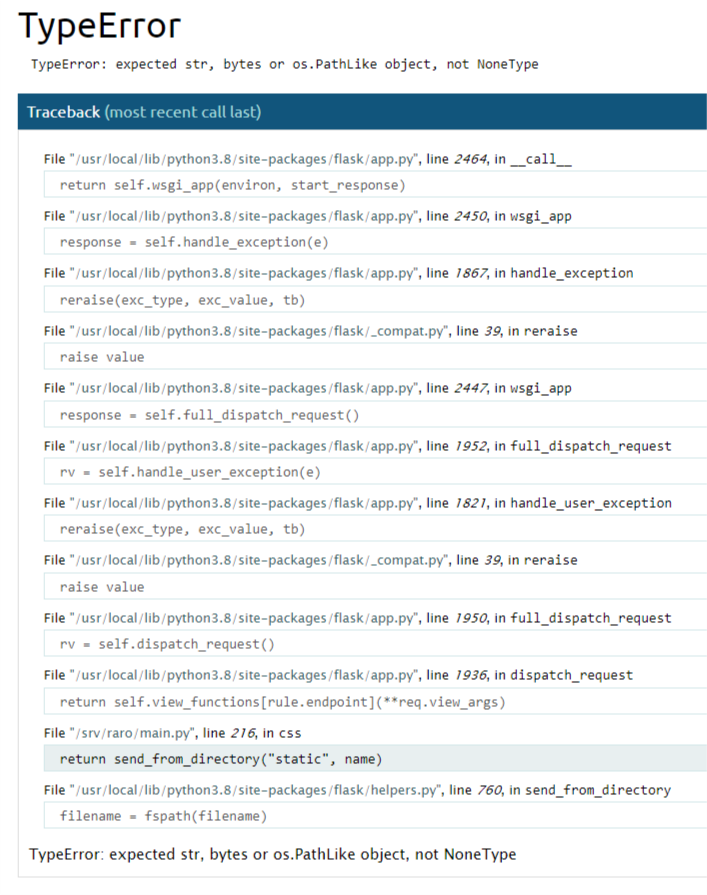 TypeError
TypeError: expected str, bytes or os.PathLike object, not NoneType
Traceback (most recent call last)
File "/usr/local/lib/python3.8/site-packages/flask/app.py", line 2464, in __call__
return self.wsgi_app(environ, start_response)
File "/usr/local/lib/python3.8/site-packages/flask/app.py", line 2450, in wsgi_app
response = self.handle_exception(e)
File "/usr/local/lib/python3.8/site-packages/flask/app.py", line 1867, in handle_exception
reraise(exc_type, exc_value, tb)
File "/usr/local/lib/python3.8/site-packages/flask/_compat.py", line 39, in reraise
raise value
File "/usr/local/lib/python3.8/site-packages/flask/app.py", line 2447, in wsgi_app
response = self.full_dispatch_request()
File "/usr/local/lib/python3.8/site-packages/flask/app.py", line 1952, in full_dispatch_request
rv = self.handle_user_exception(e)
File "/usr/local/lib/python3.8/site-packages/flask/app.py", line 1821, in handle_user_exception
reraise(exc_type, exc_value, tb)
File "/usr/local/lib/python3.8/site-packages/flask/_compat.py", line 39, in reraise
raise value
File "/usr/local/lib/python3.8/site-packages/flask/app.py", line 1950, in full_dispatch_request
rv = self.dispatch_request()
File "/usr/local/lib/python3.8/site-packages/flask/app.py", line 1936, in dispatch_request
return self.view_functions[rule.endpoint](**req.view_args)
File "/srv/raro/main.py", line 216, in css
return send_from_directory("static", name)
File "/usr/local/lib/python3.8/site-packages/flask/helpers.py", line 760, in send_from_directory
filename = fspath(filename)
TypeError: expected str, bytes or os.PathLike object, not NoneType